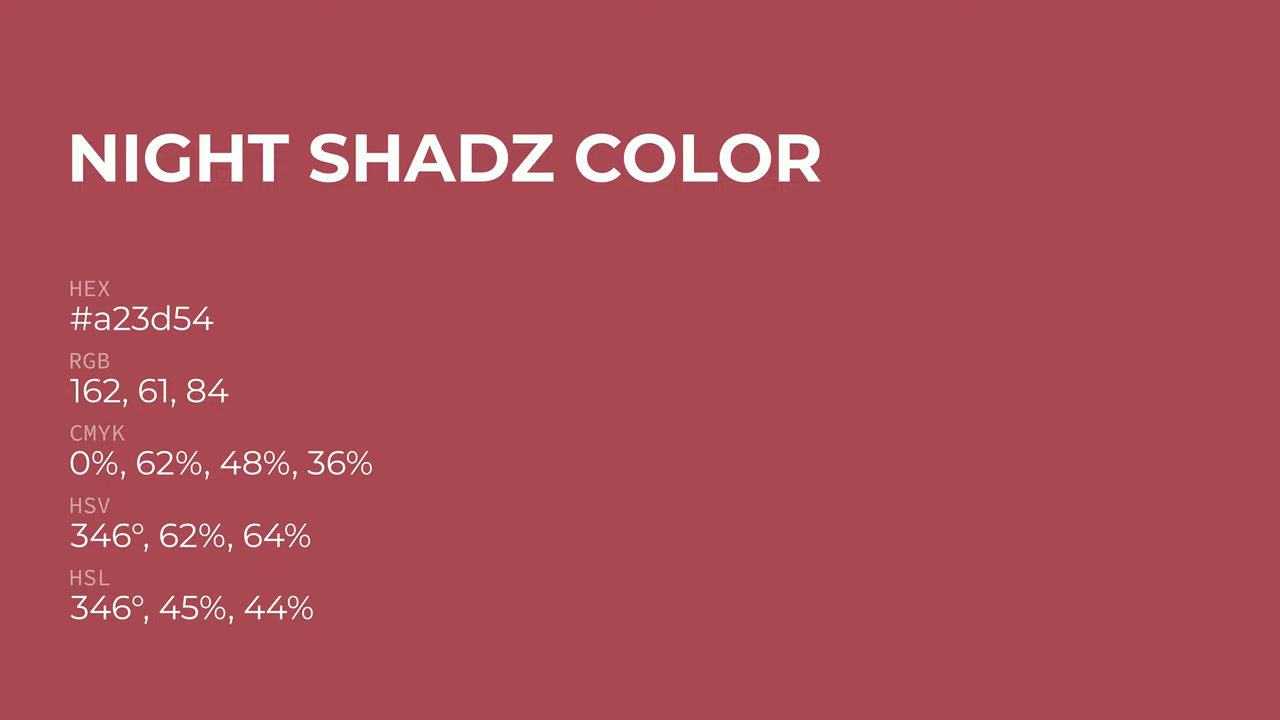 NIGHT SHADZ COLOR
HEX
#a23d54
RGB
162, 61, 84
CMYK
0%, 62%, 48%, 36%
HSV
346°, 62%, 64%
HSL
346°, 45%, 44%